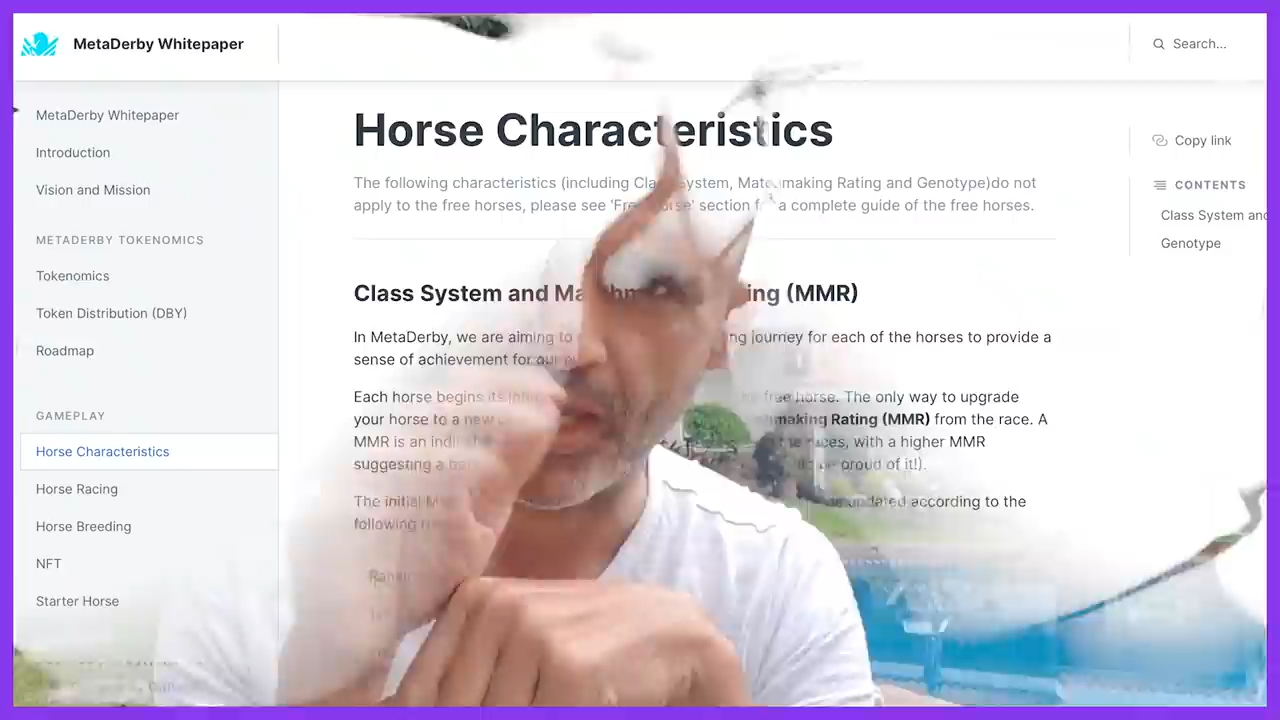 MetaDerby Whitepaper
Search...
MetaDerby Whitepaper
Introduction
Vision and Mission
METADERBY TOKENOMICS
Tokenomics
Token Distribution (DBY)
Roadmap
GAMEPLAY
Horse Characteristics
Horse Racing
Horse Breeding
NFT
Starter Horse
Horse Characteristics
The following characteristics (including Class System, Matchmaking Rating and Genotype)do not
apply to the free horses, please see 'Free Horse' section for a complete guide of the free horses.
Class System and Matchmaking Rating (MMR)
In MetaDerby, we are aiming to journey for each of the horses to provide a
sense of achievement for our
Each horse begins its free horse. The only way to upgrade
your horse to a new Matchmaking Rating (MMR) from the race. A
MMR is an races, with a higher MMR
suggesting a be proud of it!).
The initial updated according to the
following
Copy link
CONTENTS
Class System and
Genotype